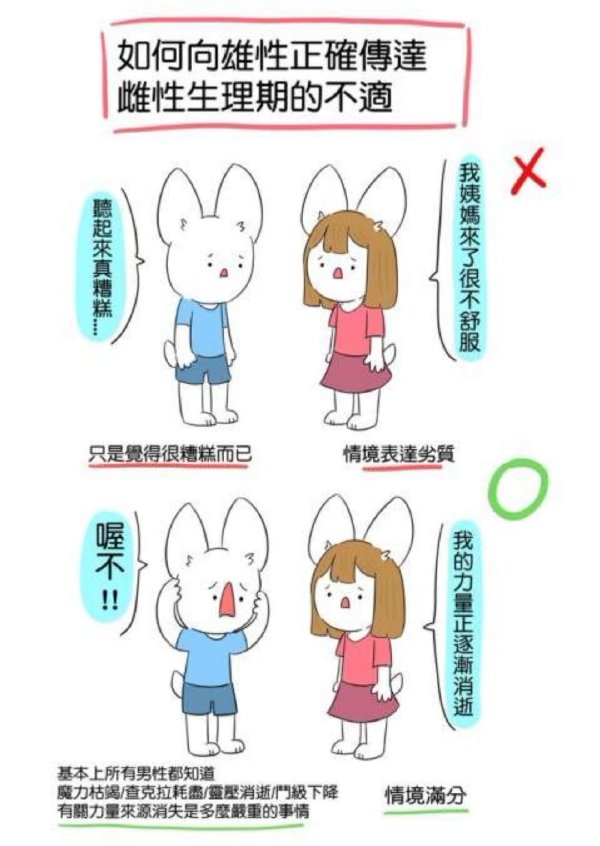 如何向雄性正確傳達
雌性生理期的不適
我姨媽來了很不舒服
聽起來真糟糕....
只是覺得很糟糕而已
情境表達劣質
我的力量正逐漸消逝
喔不!!
基本上所有男性都知道
魔力枯竭/查克拉耗盡/靈壓消逝/鬥級下降
有關力量來源消失是多麼嚴重的事情
情境滿分